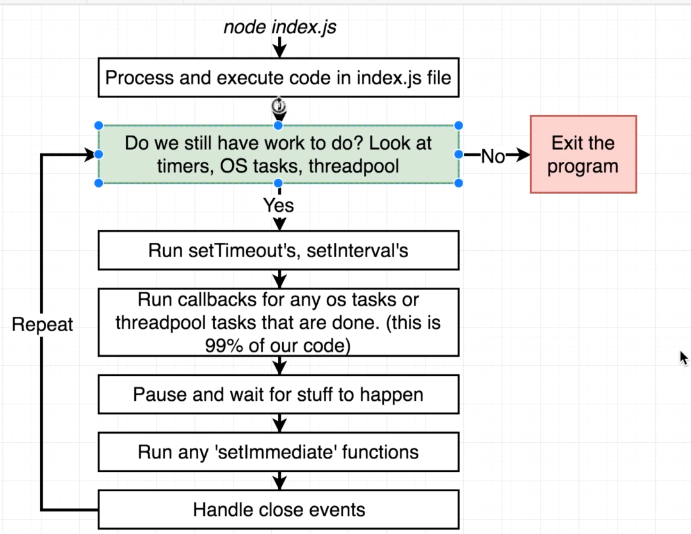 node index.js
Process and execute code in index.js file
Do we still have work to do? Look at
timers, OS tasks, threadpool
No
Exit the
program
Yes
Run setTimeout's, setInterval's
Run callbacks for any os tasks or
threadpool tasks that are done. (this is
99% of our code)
Repeat
Pause and wait for stuff to happen
Run any 'setImmediate' functions
Handle close events